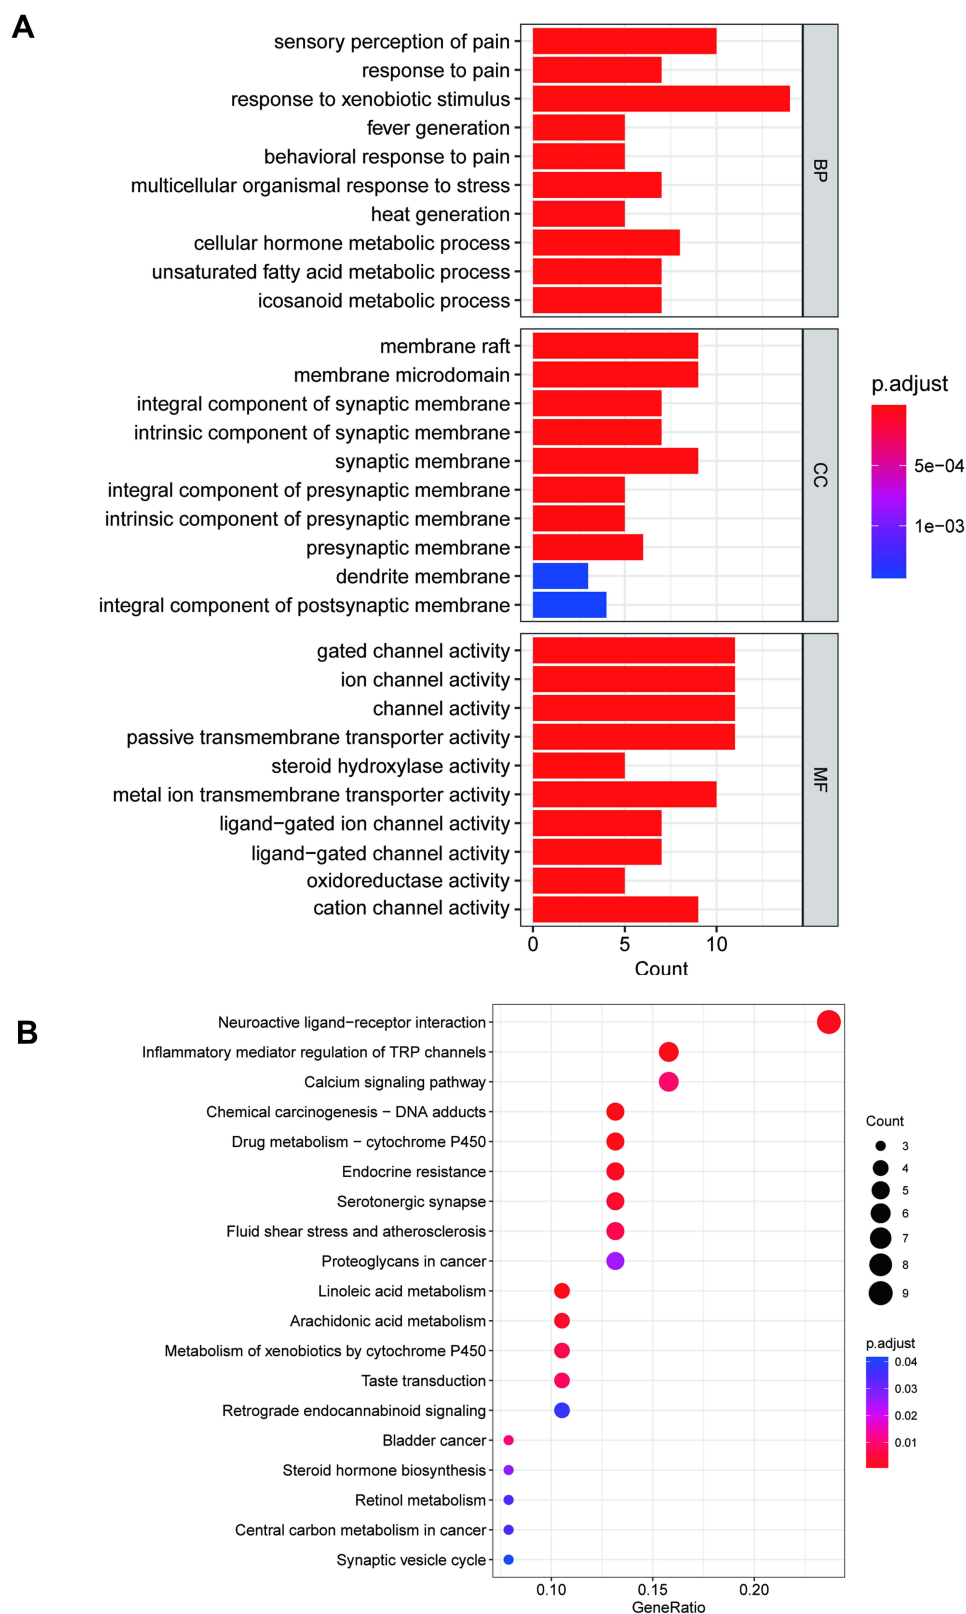 A
sensory perception of pain
response to pain
response to xenobiotic stimulus
fever generation
behavioral response to pain
multicellular organismal response to stress
heat generation
cellular hormone metabolic process
unsaturated fatty acid metabolic process
icosanoid metabolic process
BP
membrane raft
membrane microdomain
integral component of synaptic membrane
intrinsic component of synaptic membrane
synaptic membrane
integral component of presynaptic membrane
intrinsic component of presynaptic membrane
presynaptic membrane
dendrite membrane
integral component of postsynaptic membrane
CC
gated channel activity
ion channel activity
channel activity
passive transmembrane transporter activity
steroid hydroxylase activity
metal ion transmembrane transporter activity
ligand−gated ion channel activity
ligand−gated channel activity
oxidoreductase activity
cation channel activity
MF
0 5 10
Count
p.adjust
5e−04
1e−03
B
Neuroactive ligand−receptor interaction
Inflammatory mediator regulation of TRP channels
Calcium signaling pathway
Chemical carcinogenesis − DNA adducts
Drug metabolism − cytochrome P450
Endocrine resistance
Serotonergic synapse
Fluid shear stress and atherosclerosis
Proteoglycans in cancer
Linoleic acid metabolism
Arachidonic acid metabolism
Metabolism of xenobiotics by cytochrome P450
Taste transduction
Retrograde endocannabinoid signaling
Bladder cancer
Steroid hormone biosynthesis
Retinol metabolism
Central carbon metabolism in cancer
Synaptic vesicle cycle
0.10 0.15 0.20
GeneRatio
Count
3
4
5
6
7
8
9
p.adjust
0.04
0.03
0.02
0.01